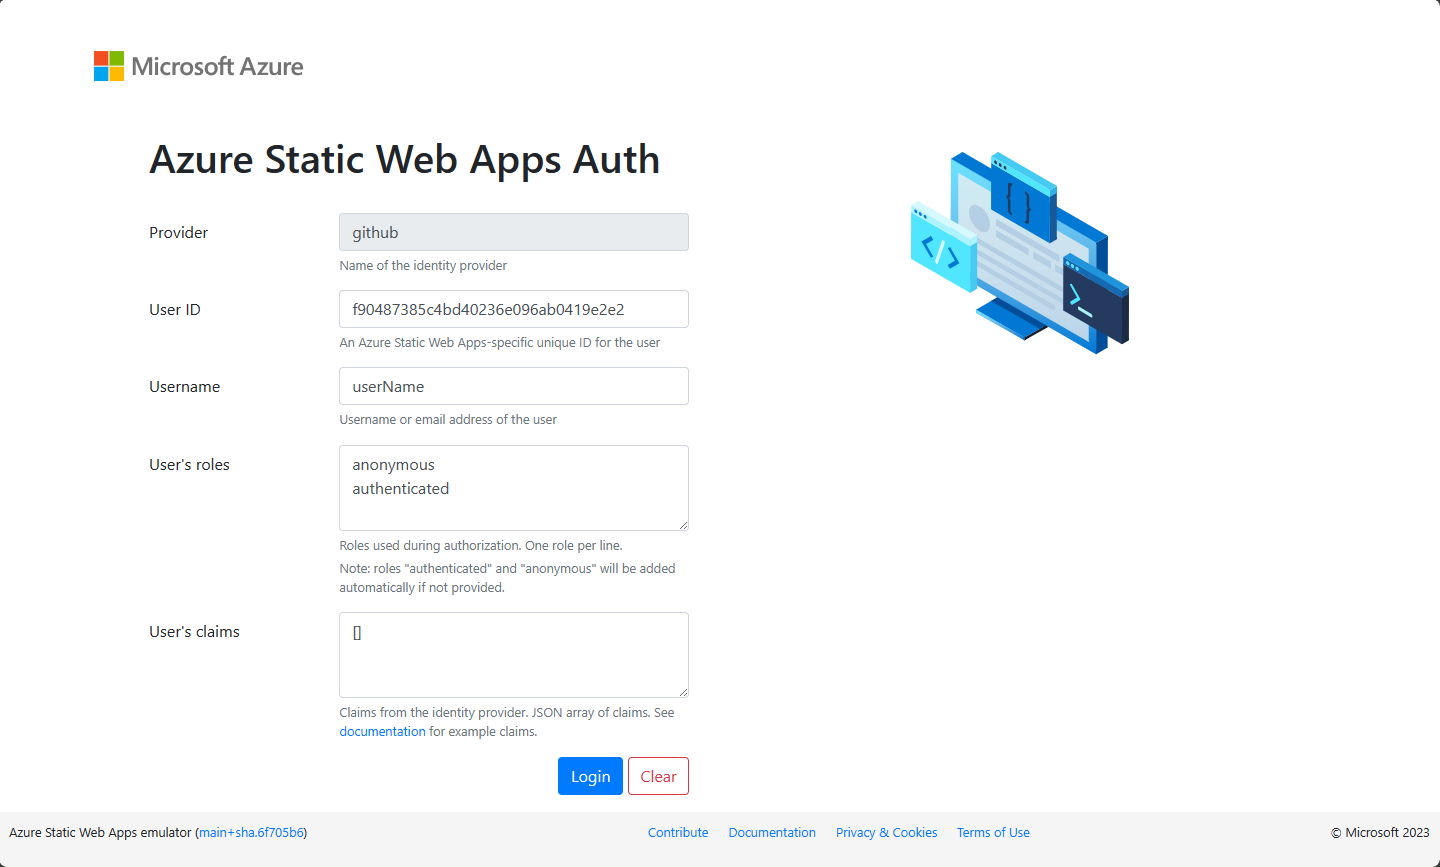 Microsoft Azure
Azure Static Web Apps Auth
Provider
github
Name of the identity provider
User ID
f90487385c4bd40236e096ab0419e2e2
An Azure Static Web Apps-specific unique ID for the user
Username
userName
Username or email address of the user
User's roles
anonymous
authenticated
Roles used during authorization. One role per line.
Note: roles "authenticated" and "anonymous" will be added
automatically if not provided.
User's claims
[]
Claims from the identity provider. JSON array of claims. See
documentation for example claims.
Login Clear
Azure Static Web Apps emulator (main+sha.6f705b6) Contribute Documentation Privacy & Cookies Terms of Use © Microsoft 2023